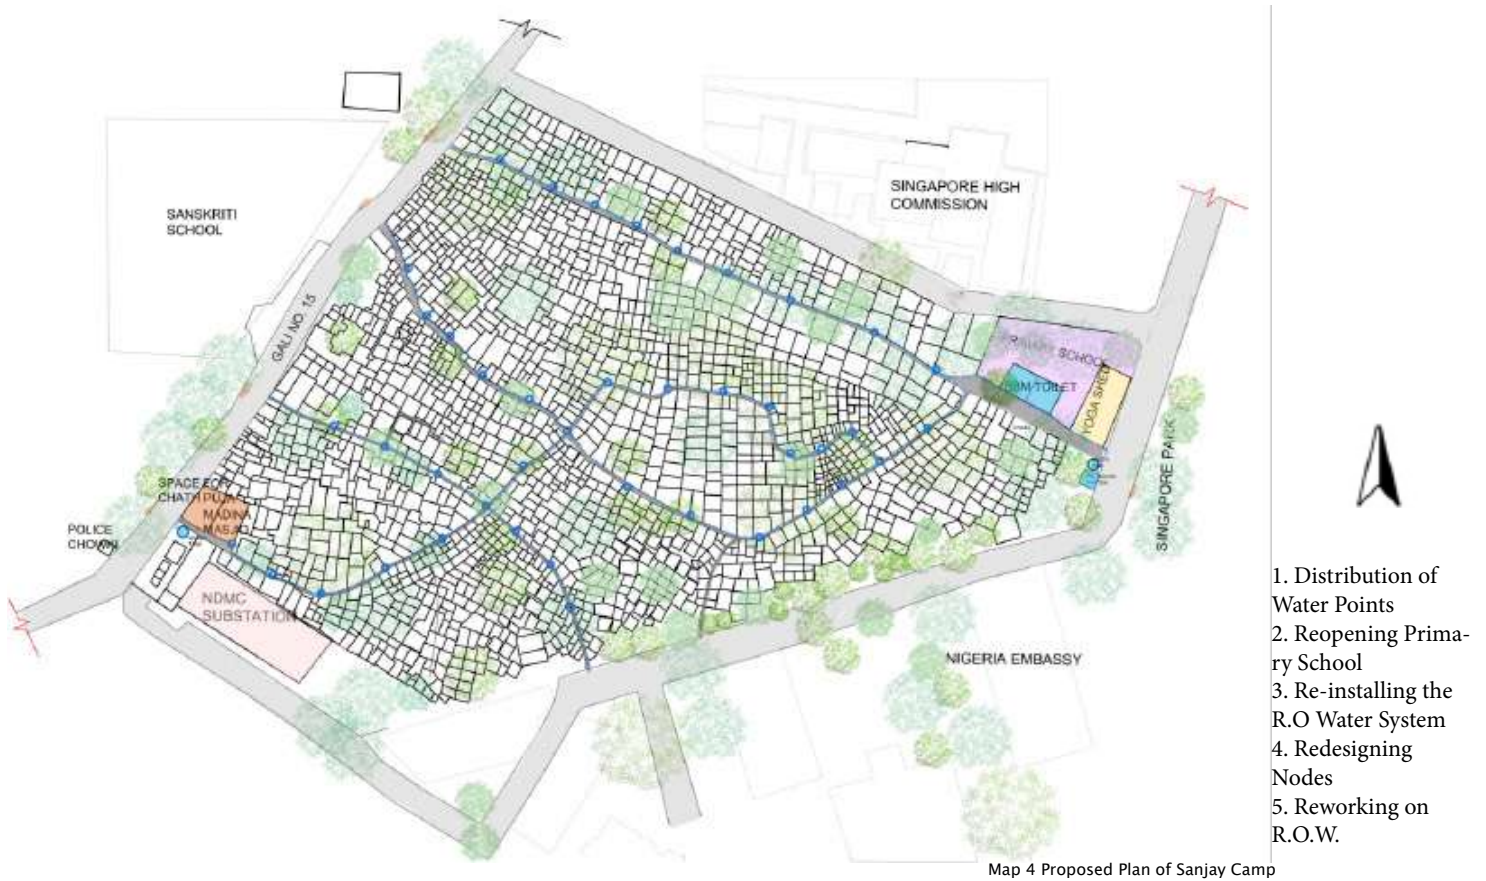 SINGAPORE HIGH
COMMISSION
SANSKRITI
SCHOOL
GALI NO. 15
SCHOOL
TOILET
YOGA SHED
SINGAPORE PARK
SPACE FOR
CHATH PUJA
MADINA
MASJID
POLICE
NDMC
SUBSTATION
NIGERIA EMBASSY
1. Distribution of
Water Points
2. Reopening Prima-
ry School
3. Re-installing the
R.O Water System
4. Redesigning
Nodes
5. Reworking on
R.O.W.
Map 4 Proposed Plan of Sanjay Camp